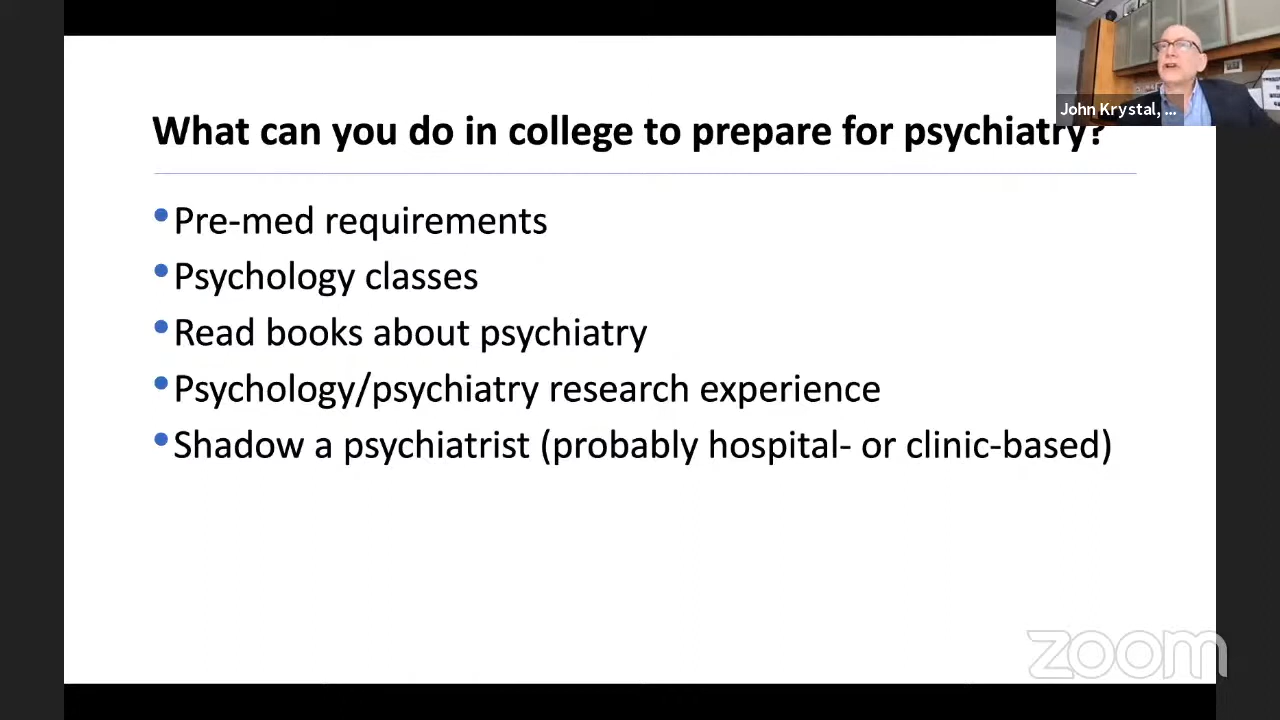 What can you do in college to prepare for psychiatry?
• Pre-med requirements
• Psychology classes
• Read books about psychiatry
• Psychology/psychiatry research experience
• Shadow a psychiatrist (probably hospital- or clinic-based)
John Krystal, ...
zoom